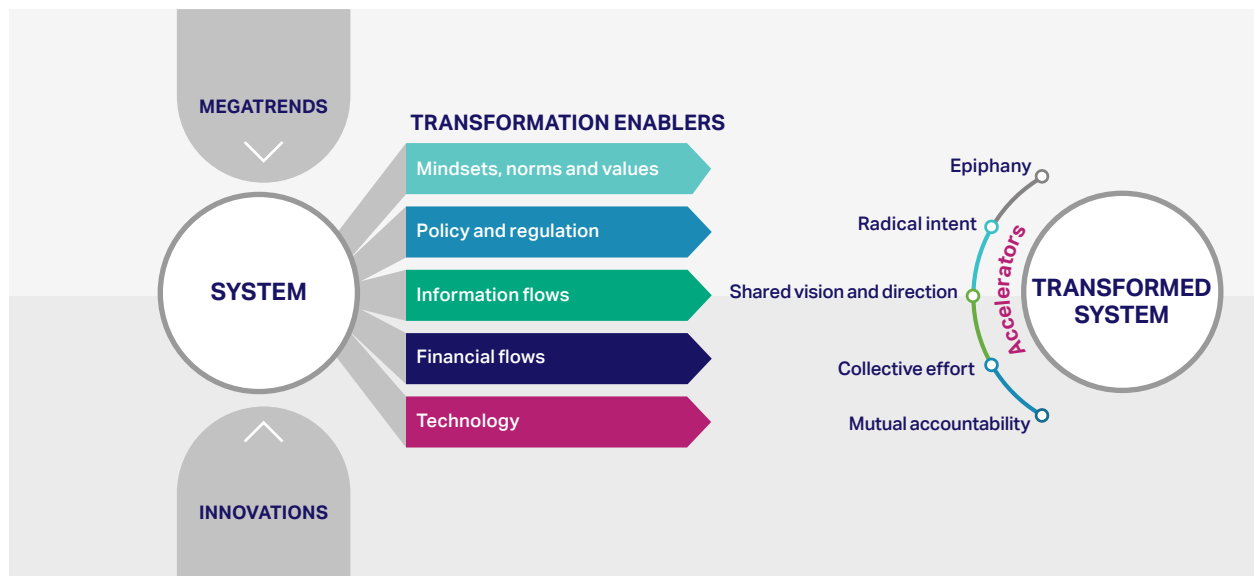 MEGATRENDS
TRANSFORMATION ENABLERS
Mindsets, norms and values
Policy and regulation
Information flows
Financial flows
Technology
SYSTEM
INNOVATIONS
Epiphany
Radical intent
Shared vision and direction
Collective effort
Mutual accountability
Accelerators
TRANSFORMED
SYSTEM